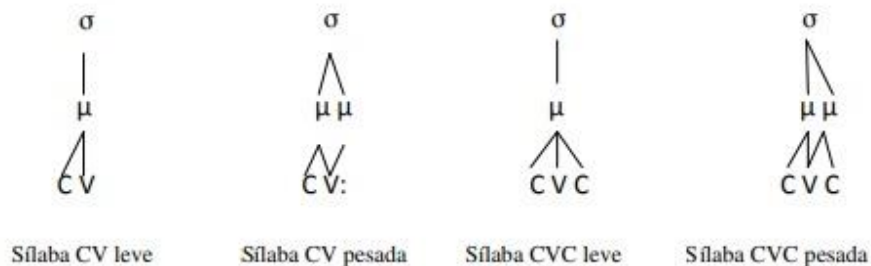 σ σ σ σ
μ μ μ μ μ μ
C V C V: C V C C V C
Sílaba CV leve Sílaba CV pesada Sílaba CVC leve Sílaba CVC pesada